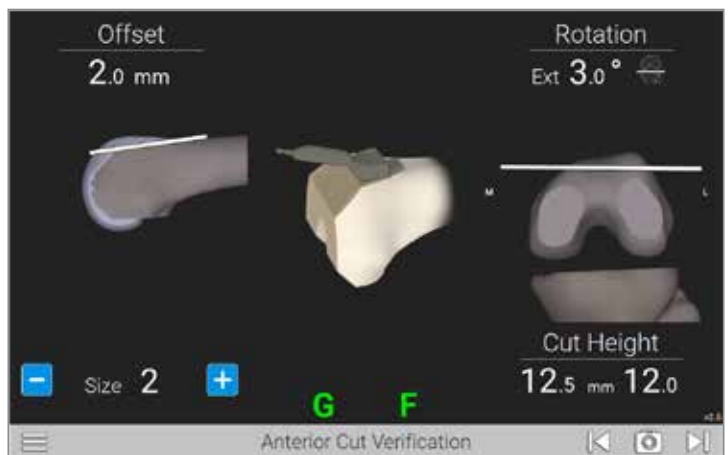 Offset
2.0 mm
Rotation
Ext 3.0°
M
L
Size 2
Cut Height
12.5 mm 12.0
G F
Anterior Cut Verification